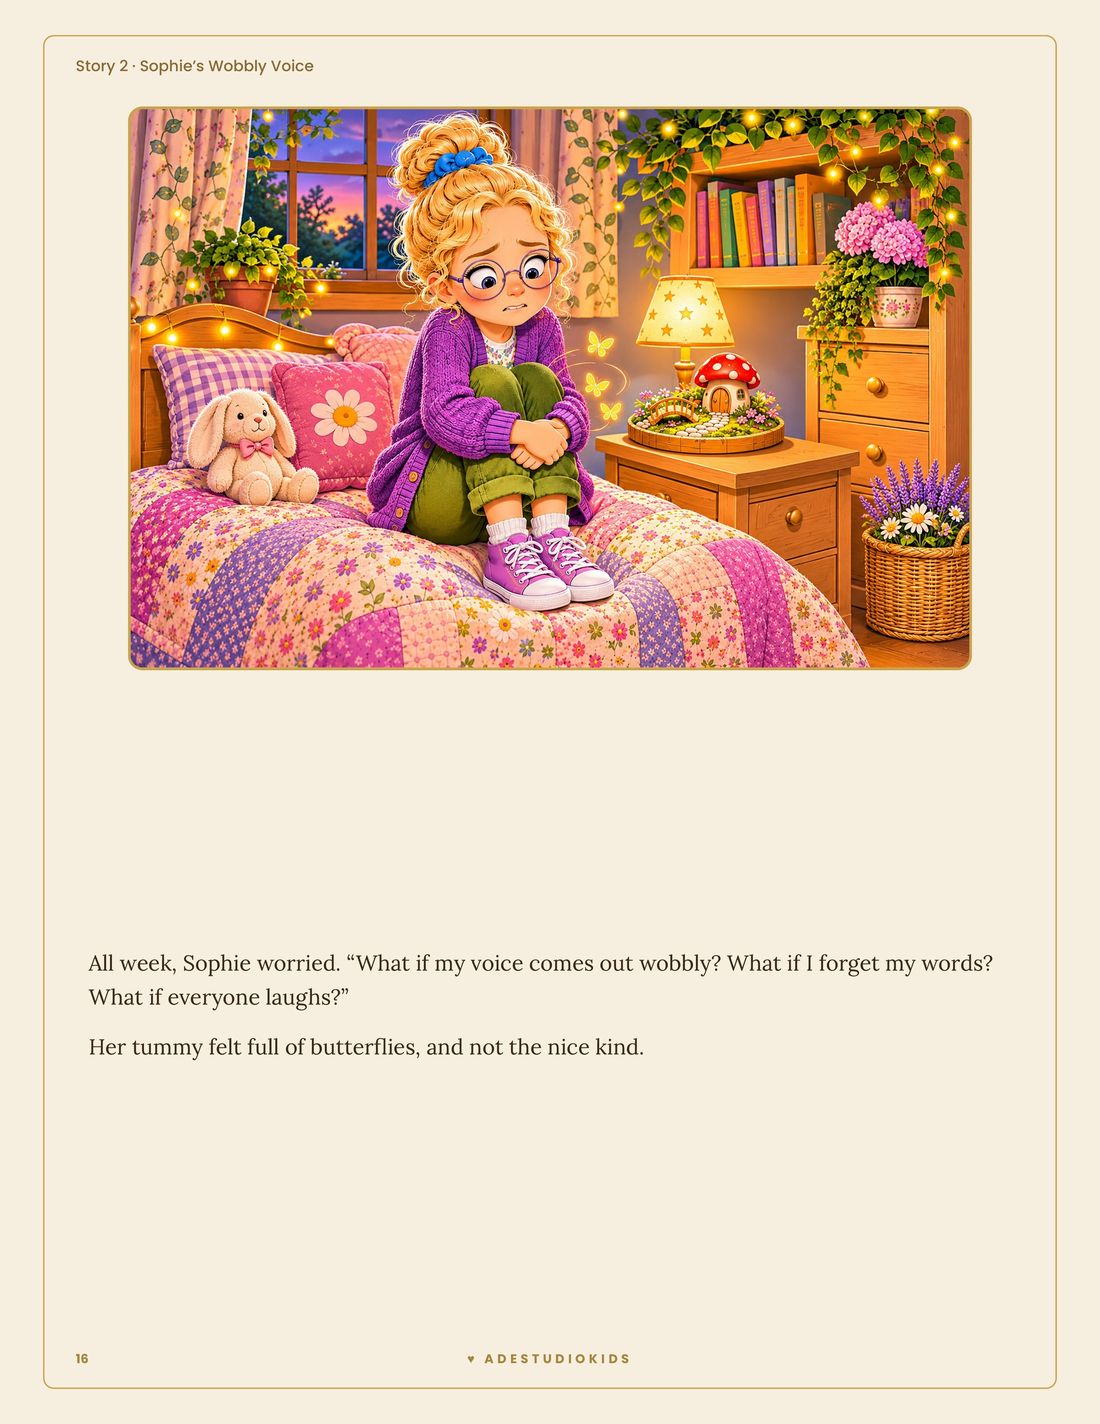 Story 2 · Sophie’s Wobbly Voice
All week, Sophie worried. “What if my voice comes out wobbly? What if I forget my words?
What if everyone laughs?”
Her tummy felt full of butterflies, and not the nice kind.
16
♥ ADESTUDIOKIDS